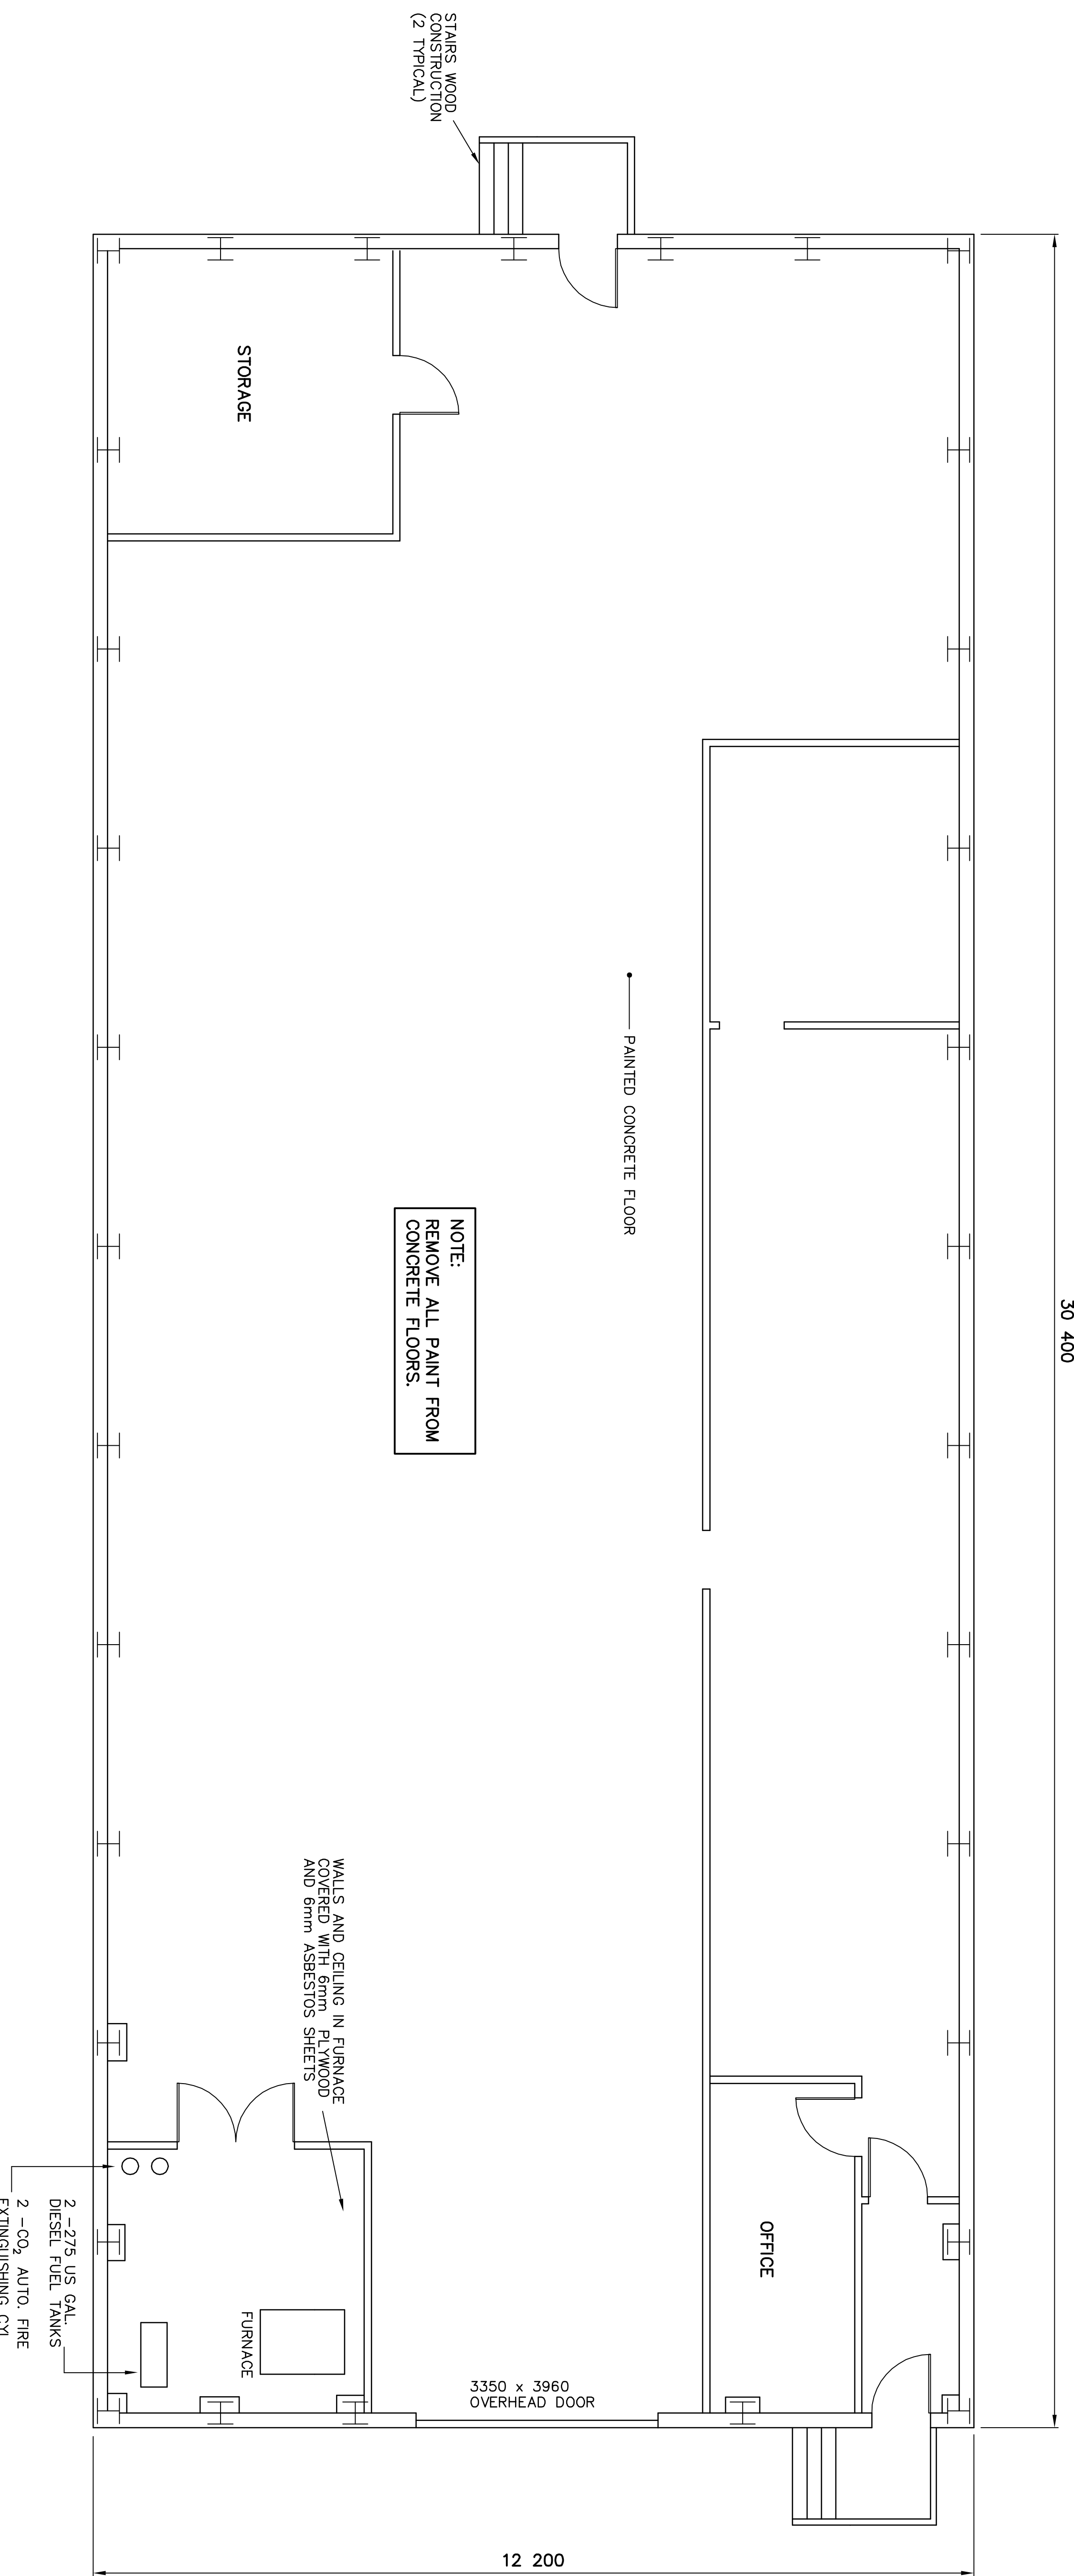 30 400
STAIRS WOOD
CONSTRUCTION
(2 TYPICAL)
STORAGE
PAINTED CONCRETE FLOOR
NOTE:
REMOVE ALL PAINT FROM
CONCRETE FLOORS.
WALLS AND CEILING IN FURNACE
COVERED WITH 6mm PLYWOOD
AND 6mm ASBESTOS SHEETS
OFFICE
FURNACE
3350 x 3960
OVERHEAD DOOR
2 -275 US GAL.
DIESEL FUEL TANKS
2 -CO₂ AUTO. FIRE
EXTINGUISHING CYL
12 200